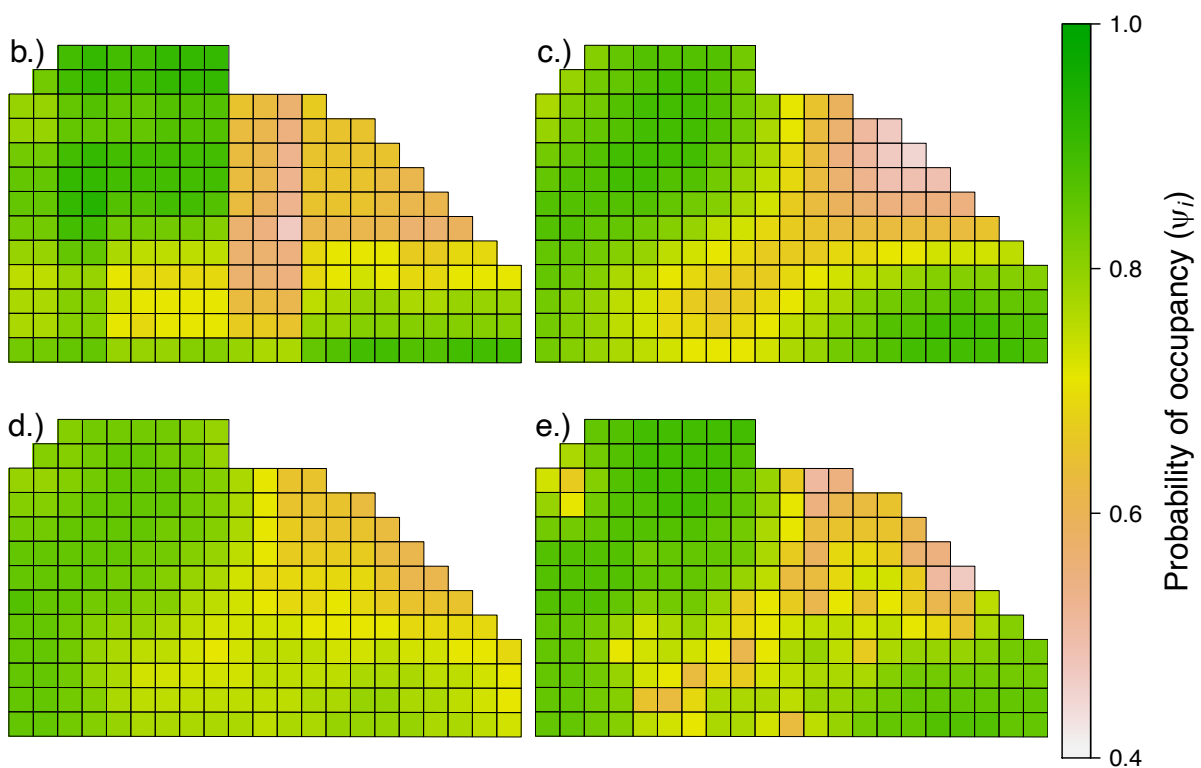 b.)
c.)
d.)
e.)
1.0
0.8
0.6
0.4
Probability of occupancy (ψi)